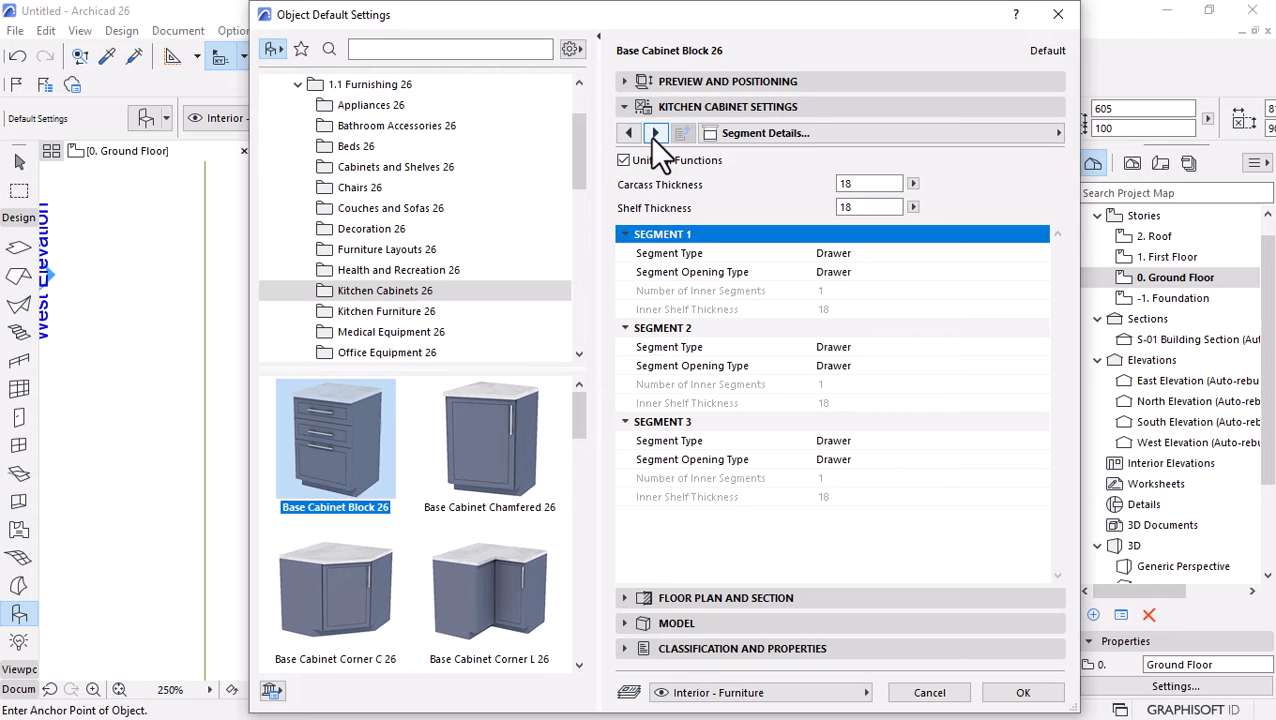 Untitled - Archicad 26
File Edit View Design Document Optio
Default Settings
Interior -
[0. Ground Floor]
Design
West Elevation
Viewpc
Docum
250%
Enter Anchor Point of Object.
Object Default Settings
?
1.1 Furnishing 26
Appliances 26
Bathroom Accessories 26
Beds 26
Cabinets and Shelves 26
Chairs 26
Couches and Sofas 26
Decoration 26
Furniture Layouts 26
Health and Recreation 26
Kitchen Cabinets 26
Kitchen Furniture 26
Medical Equipment 26
Office Equipment 26
Base Cabinet Block 26
Base Cabinet Chamfered 26
Base Cabinet Corner C 26
Base Cabinet Corner L 26
Base Cabinet Block 26
Default
PREVIEW AND POSITIONING
KITCHEN CABINET SETTINGS
Segment Details...
Functions
Carcass Thickness 18
Shelf Thickness 18
SEGMENT 1
Segment Type Drawer
Segment Opening Type Drawer
Number of Inner Segments 1
Inner Shelf Thickness 18
SEGMENT 2
Segment Type Drawer
Segment Opening Type Drawer
Number of Inner Segments 1
Inner Shelf Thickness 18
SEGMENT 3
Segment Type Drawer
Segment Opening Type Drawer
Number of Inner Segments 1
Inner Shelf Thickness 18
FLOOR PLAN AND SECTION
MODEL
CLASSIFICATION AND PROPERTIES
Interior - Furniture
Cancel
OK
605
100
Search Project Map
Stories
2. Roof
1. First Floor
0. Ground Floor
-1. Foundation
Sections
S-01 Building Section (Aut
Elevations
East Elevation (Auto-reb
North Elevation (Auto-re
South Elevation (Auto-re
West Elevation (Auto-reb
Interior Elevations
Worksheets
Details
3D Documents
3D
Generic Perspective
Properties
0. Ground Floor
Settings...
GRAPHISOFT ID